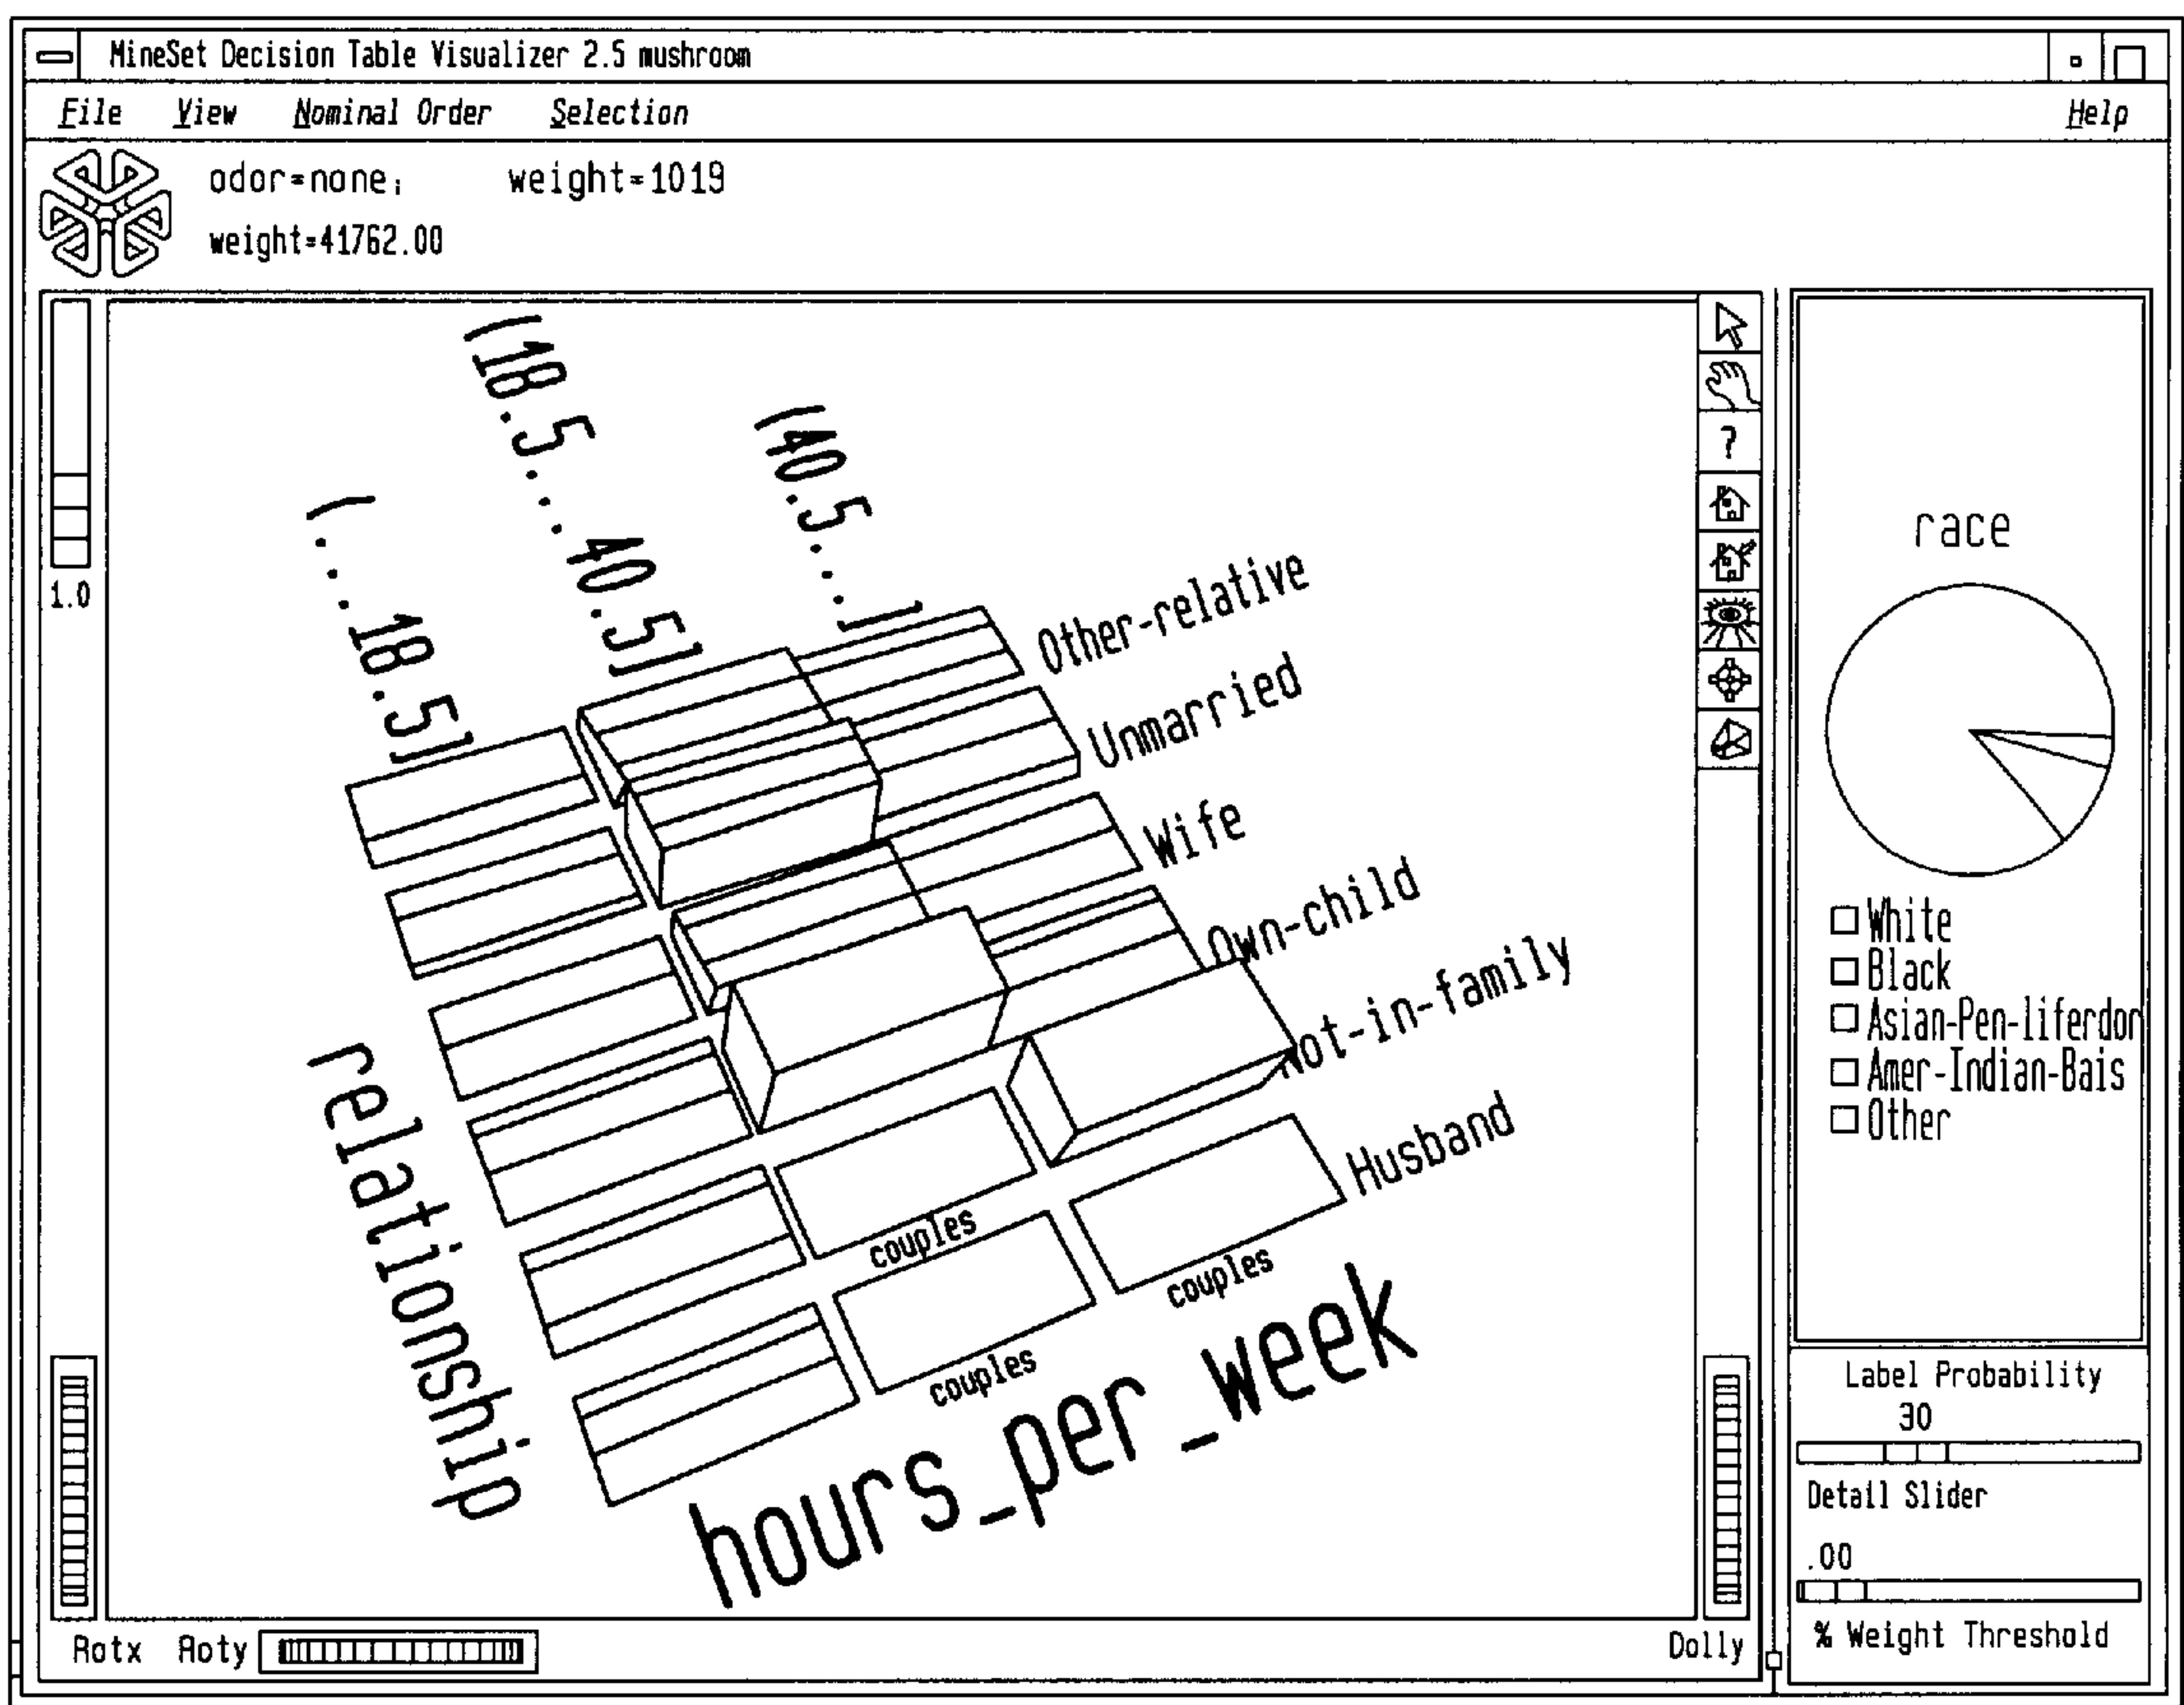 MineSet Decision Table Visualizer 2.5 mushroom
File View Nominal Order Selection Help
odor=none; weight=1019
weight=41762.00
1.0
(...18.5]
(18.5...40.5]
(40.5...]
Other-relative
Unmarried
Wife
Own-child
Not-in-family
Husband
couples
couples
couples
relationship
hours_per_week
?
race
White
Black
Asian-Pen-liferdon
Amer-Indian-Bais
Other
Label Probability
30
Detail Slider
.00
% Weight Threshold
Rotx Roty Dolly